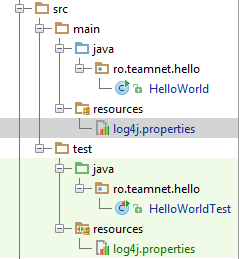 src
main
java
ro.teamnet.hello
HelloWorld
resources
log4j.properties
test
java
ro.teamnet.hello
HelloWorldTest
resources
log4j.properties